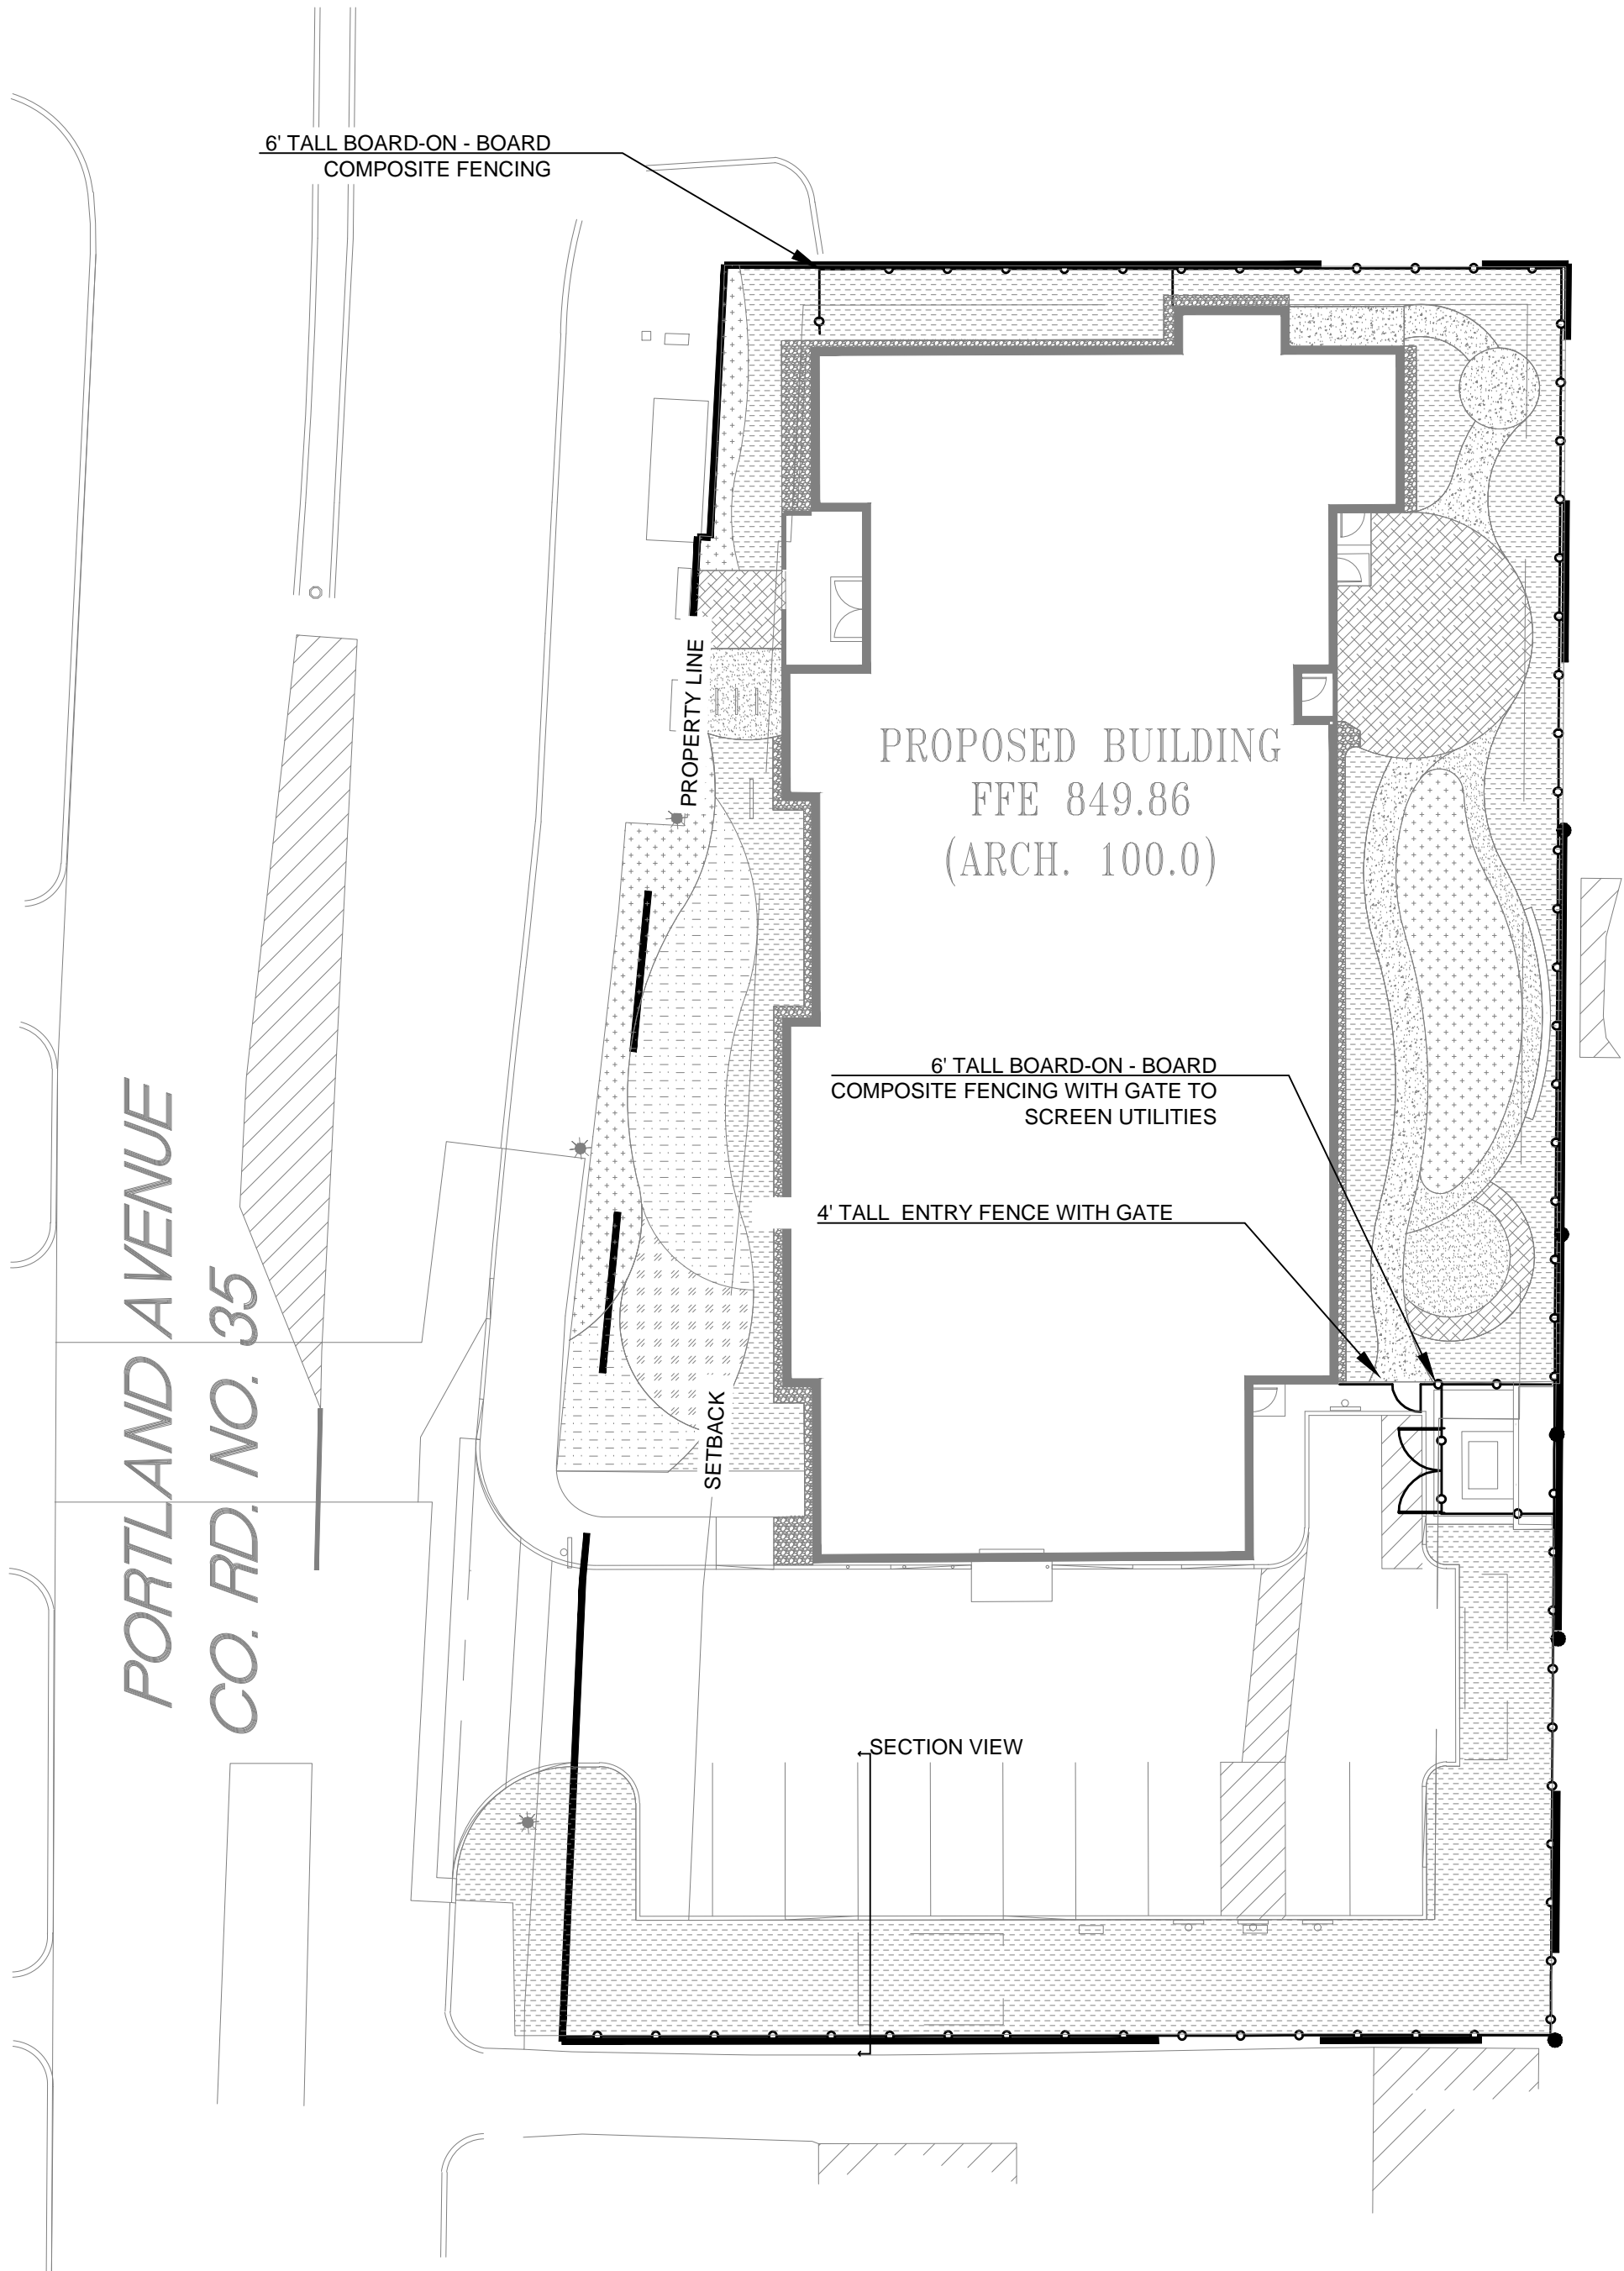 6' TALL BOARD-ON - BOARD
COMPOSITE FENCING
PROPERTY LINE
PROPOSED BUILDING
FFE 849.86
(ARCH. 100.0)
6' TALL BOARD-ON - BOARD
COMPOSITE FENCING WITH GATE TO
SCREEN UTILITIES
4' TALL ENTRY FENCE WITH GATE
PORTLAND AVENUE
CO. RD. NO. 35
SETBACK
SECTION VIEW